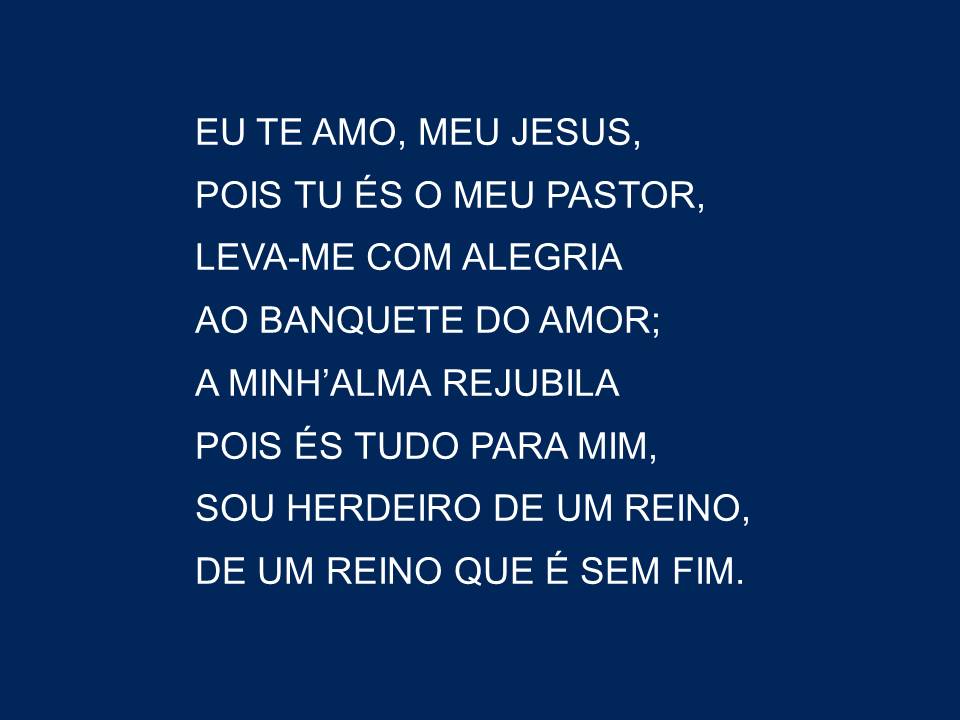 EU TE AMO, MEU JESUS,
POIS TU ÉS O MEU PASTOR,
LEVA-ME COM ALEGRIA
AO BANQUETE DO AMOR;
A MINH’ALMA REJUBILA
POIS ÉS TUDO PARA MIM,
SOU HERDEIRO DE UM REINO,
DE UM REINO QUE É SEM FIM.